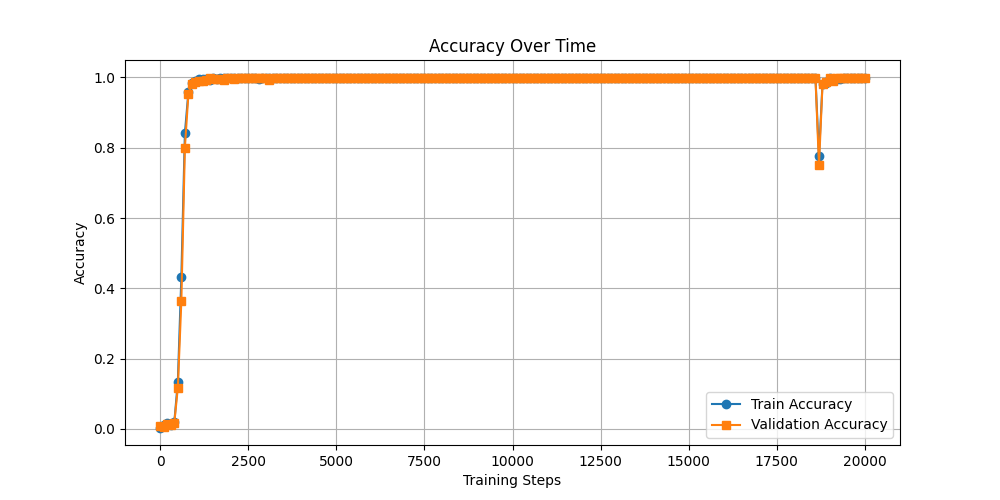 Accuracy Over Time
1.0
0.8
0.6
0.4
0.2
0.0
Accuracy
0 2500 5000 7500 10000 12500 15000 17500 20000
Training Steps
Train Accuracy
Validation Accuracy